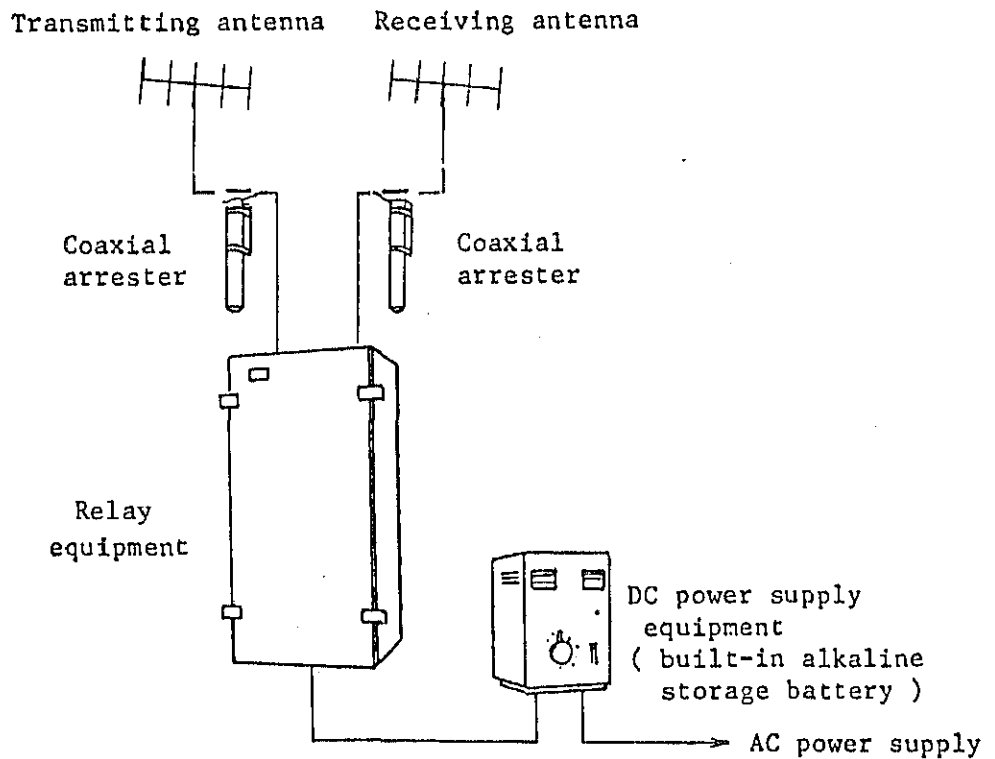 Transmitting antenna
Receiving antenna
Coaxial
arrester
Coaxial
arrester
Relay
equipment
DC power supply
equipment
( built-in alkaline
storage battery )
AC power supply